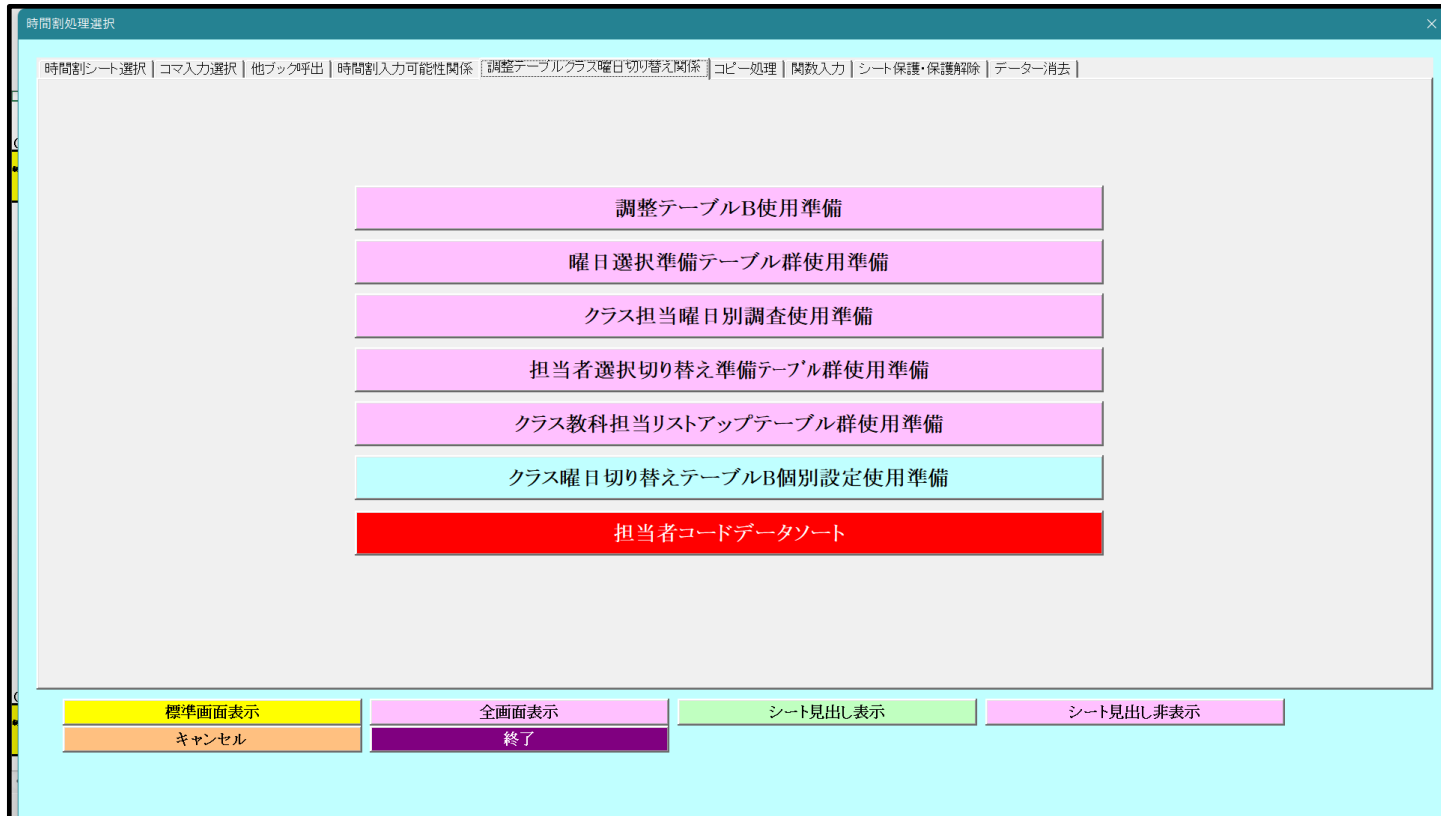 時間割処理選択
時間割シート選択 コマ入力選択 他ブック呼出 時間割入力可能性関係 調整テーブルクラス曜日切り替え関係 コピー処理 関数入力 シート保護・保護解除 データー消去
調整テーブルB使用準備
曜日選択準備テーブル群使用準備
クラス担当曜日別調査使用準備
担当者選択切り替え準備ﾃｰﾌﾞﾙ群使用準備
クラス教科担当リストアップテーブル群使用準備
クラス曜日切り替えテーブルB個別設定使用準備
担当者コードデータソート
標準画面表示 全画面表示 シート見出し表示 シート見出し非表示
キャンセル 終了